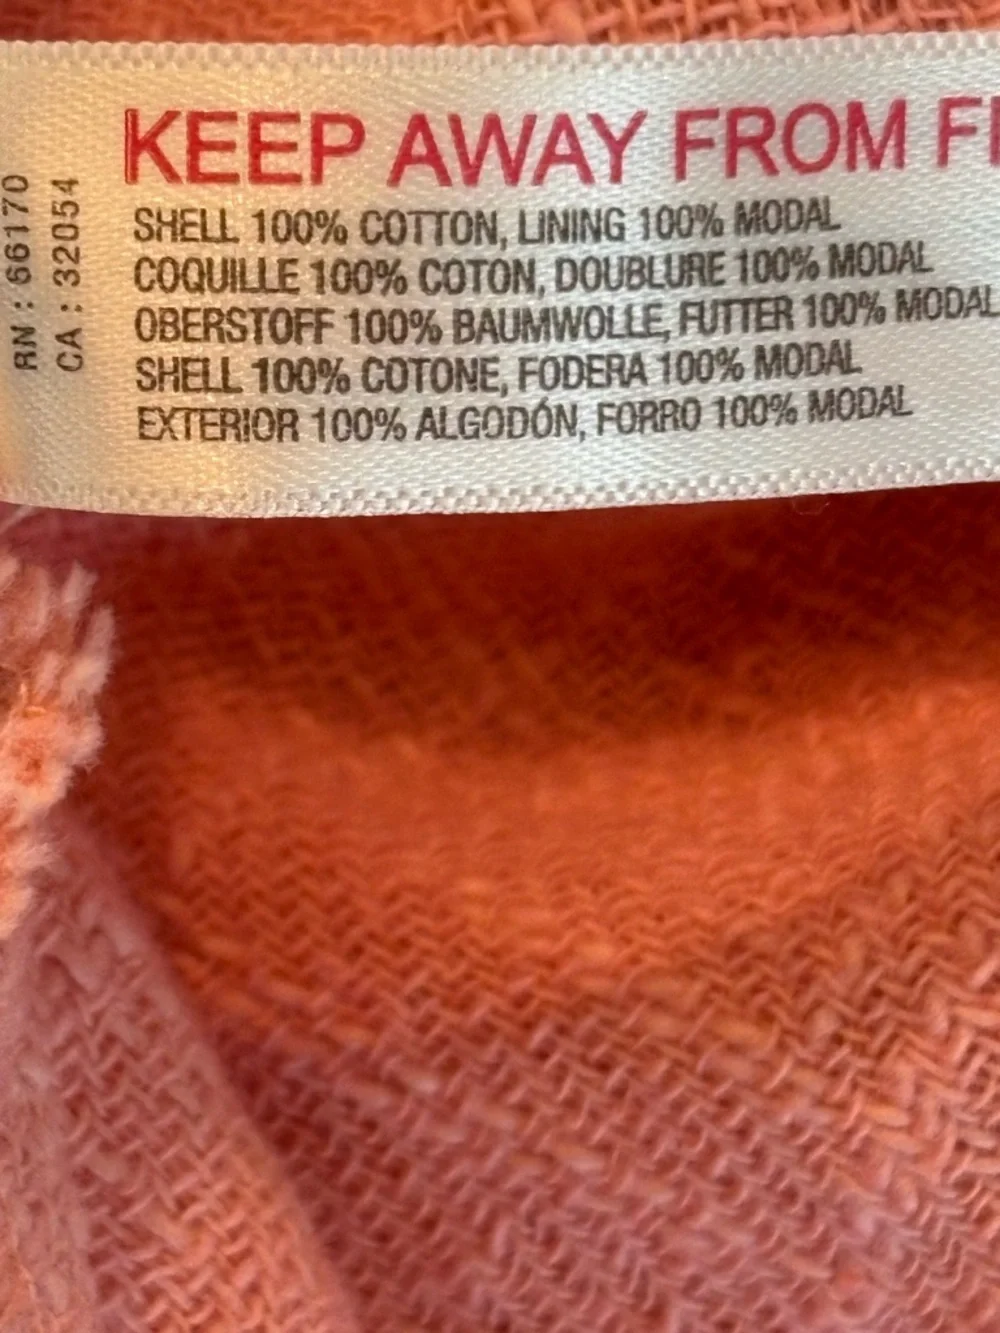 KEEP AWAY FROM
SHELL 100% COTTON, LINING 100% MODAL
COQUILLE 100% COTON, DOUBLURE 100% MODAL
OBERSTOFF 100% BAUMWOLLE, FUTTER 100% MODAL
SHELL 100% COTONE, FODERA 100% MODAL
EXTERIOR 100% ALGODÓN, FORRO 100% MODAL
RN : 66170
CA : 32054